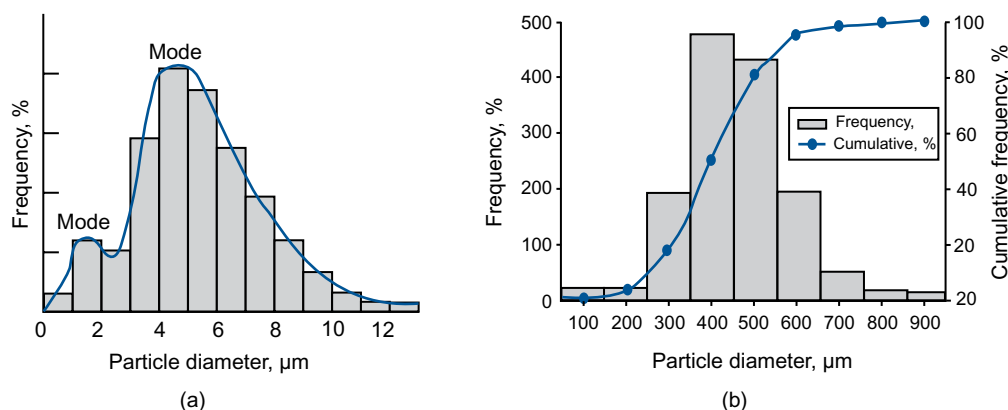 Mode
Mode
Frequency, %
0 2 4 6 8 10 12
Particle diameter, µm
(a)
500
400
300
200
100
0
Frequency, %
100
80
60
40
20
20
Cumulative frequency, %
Frequency,
Cumulative, %
100 200 300 400 500 600 700 800 900
Particle diameter, µm
(b)